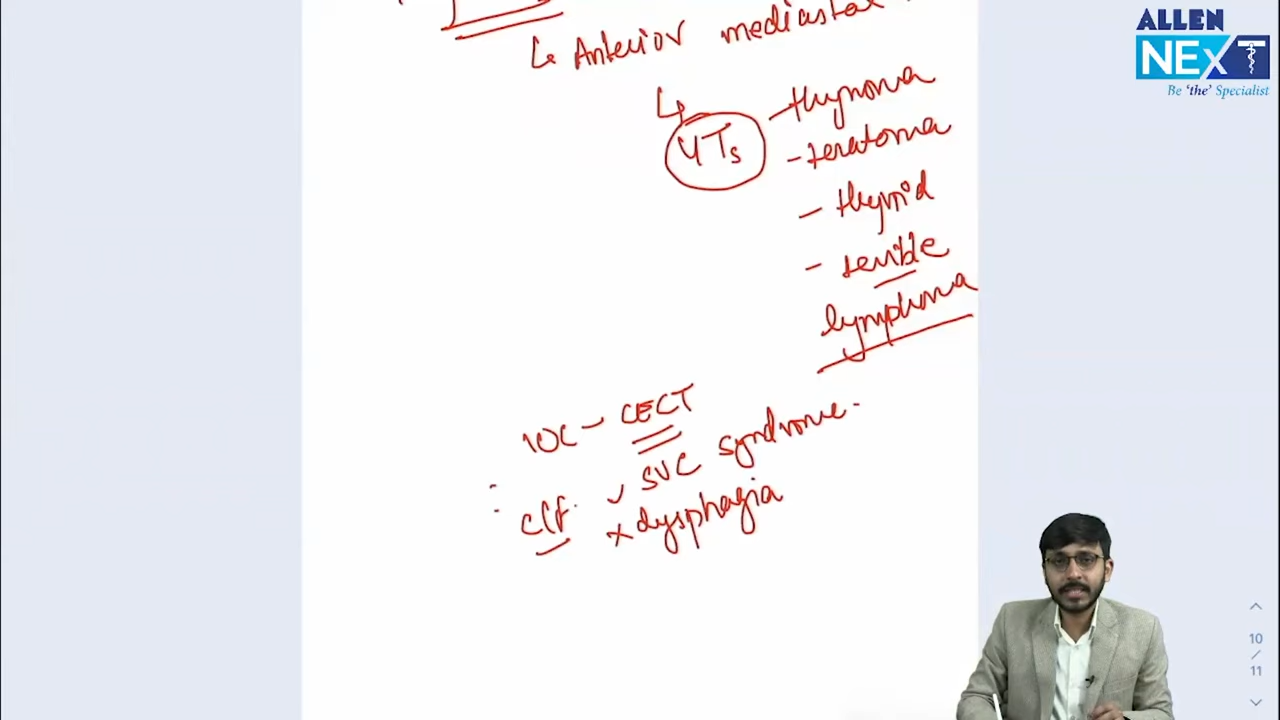 ALLEN
NEXT
Be 'the' Specialist
↳ Anterior mediastal
↳ 4Ts - thymoma
- teratoma
- thyroid
- terrible
lymphoma
IOC - CECT
c/f. ✓ SVC syndrome.
x dysphagia
10
/
11